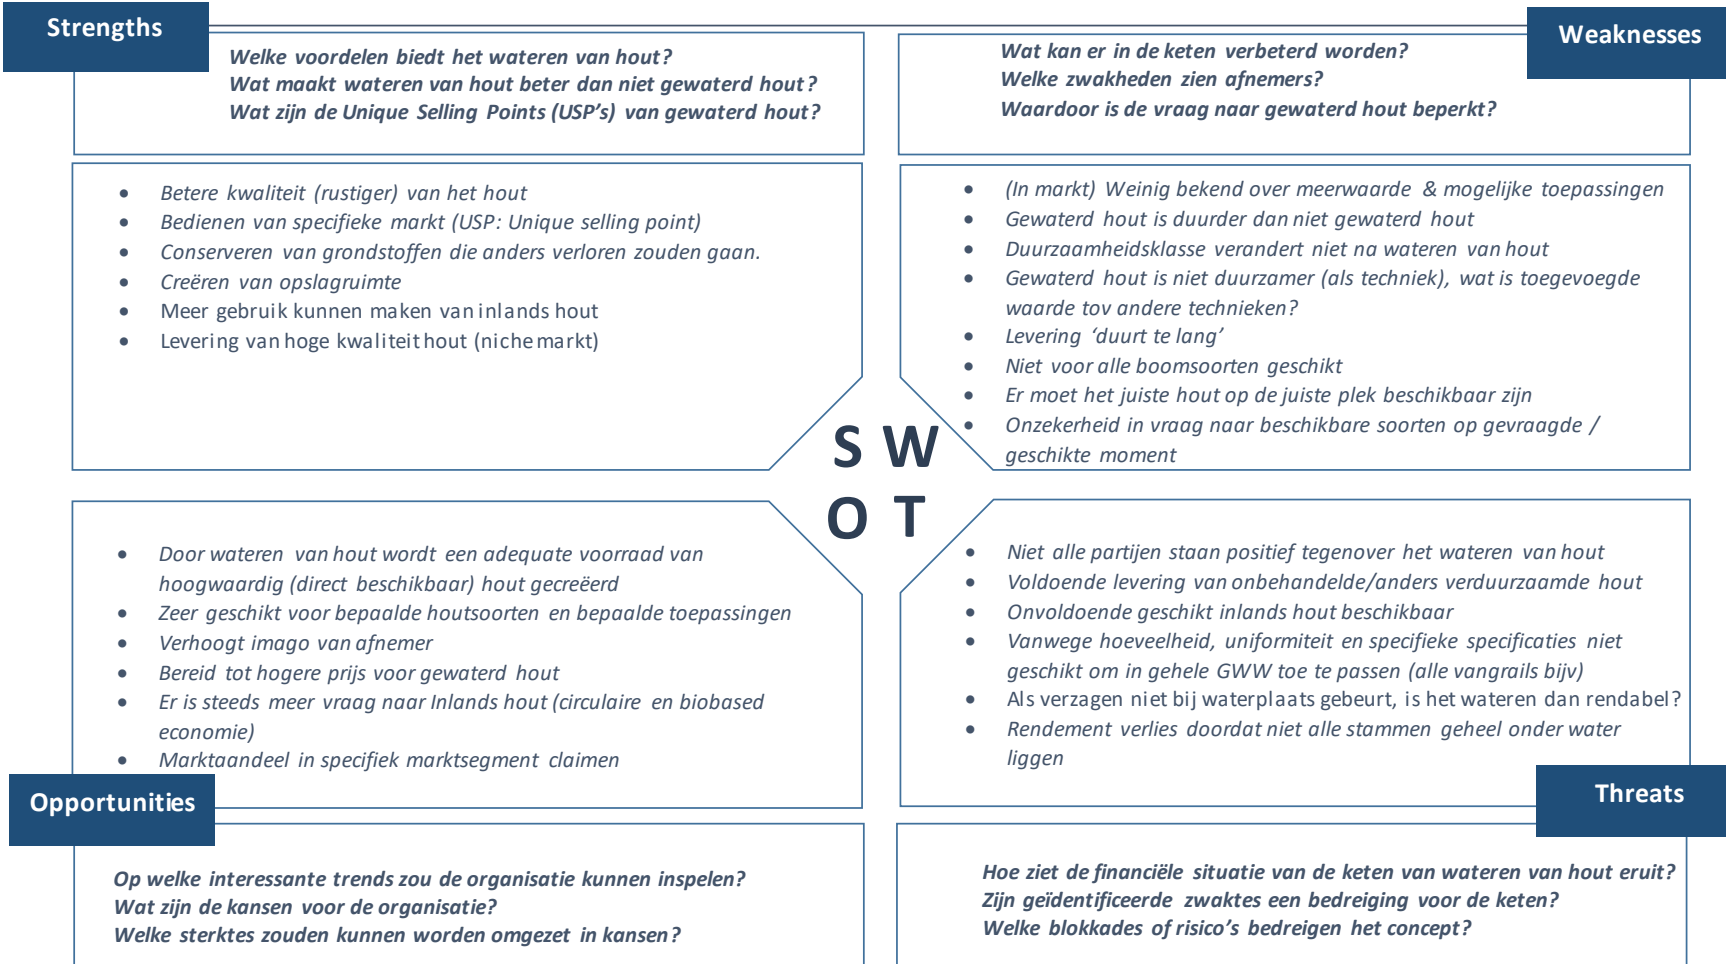 Strengths
Welke voordelen biedt het wateren van hout?
Wat maakt wateren van hout beter dan niet gewaterd hout?
Wat zijn de Unique Selling Points (USP's) van gewaterd hout?
Weaknesses
Wat kan er in de keten verbeterd worden?
Welke zwakheden zien afnemers?
Waardoor is de vraag naar gewaterd hout beperkt?
• Betere kwaliteit (rustiger) van het hout
• Bedienen van specifieke markt (USP: Unique selling point)
• Conserveren van grondstoffen die anders verloren zouden gaan.
• Creëren van opslagruimte
• Meer gebruik kunnen maken van inlands hout
• Levering van hoge kwaliteit hout (niche markt)
• (In markt) Weinig bekend over meerwaarde & mogelijke toepassingen
• Gewaterd hout is duurder dan niet gewaterd hout
• Duurzaamheidsklasse verandert niet na wateren van hout
• Gewaterd hout is niet duurzamer (als techniek), wat is toegevoegde
waarde tov andere technieken?
• Levering ‘duurt te lang’
• Niet voor alle boomsoorten geschikt
• Er moet het juiste hout op de juiste plek beschikbaar zijn
• Onzekerheid in vraag naar beschikbare soorten op gevraagde /
geschikte moment
S W
O T
• Door wateren van hout wordt een adequate voorraad van
hoogwaardig (direct beschikbaar) hout gecreëerd
• Zeer geschikt voor bepaalde houtsoorten en bepaalde toepassingen
• Verhoogt imago van afnemer
• Bereid tot hogere prijs voor gewaterd hout
• Er is steeds meer vraag naar Inlands hout (circulaire en biobased
economie)
• Marktaandeel in specifiek marktsegment claimen
• Niet alle partijen staan positief tegenover het wateren van hout
• Voldoende levering van onbehandelde/anders verduurzaamde hout
• Onvoldoende geschikt inlands hout beschikbaar
• Vanwege hoeveelheid, uniformiteit en specifieke specificaties niet
geschikt om in gehele GWW toe te passen (alle vangrails bijv)
• Als verzagen niet bij waterplaats gebeurt, is het wateren dan rendabel?
• Rendement verlies doordat niet alle stammen geheel onder water
liggen
Opportunities
Op welke interessante trends zou de organisatie kunnen inspelen?
Wat zijn de kansen voor de organisatie?
Welke sterktes zouden kunnen worden omgezet in kansen?
Threats
Hoe ziet de financiële situatie van de keten van wateren van hout eruit?
Zijn geïdentificeerde zwaktes een bedreiging voor de keten?
Welke blokkades of risico's bedreigen het concept?